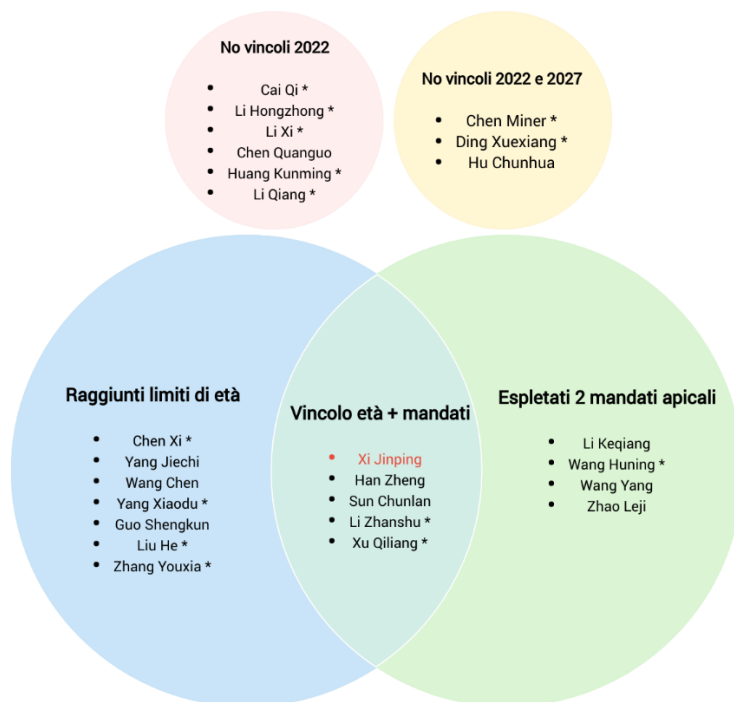 No vincoli 2022
• Cai Qi *
• Li Hongzhong *
• Li Xi *
• Chen Quanguo
• Huang Kunming *
• Li Qiang *
No vincoli 2022 e 2027
• Chen Miner *
• Ding Xuexiang *
• Hu Chunhua
Raggiunti limiti di età
• Chen Xi *
• Yang Jiechi
• Wang Chen
• Yang Xiaodu *
• Guo Shengkun
• Liu He *
• Zhang Youxia *
Vincolo età + mandati
• Xi Jinping
• Han Zheng
• Sun Chunlan
• Li Zhanshu *
• Xu Qiliang *
Espletati 2 mandati apicali
• Li Keqiang
• Wang Huning *
• Wang Yang
• Zhao Leji